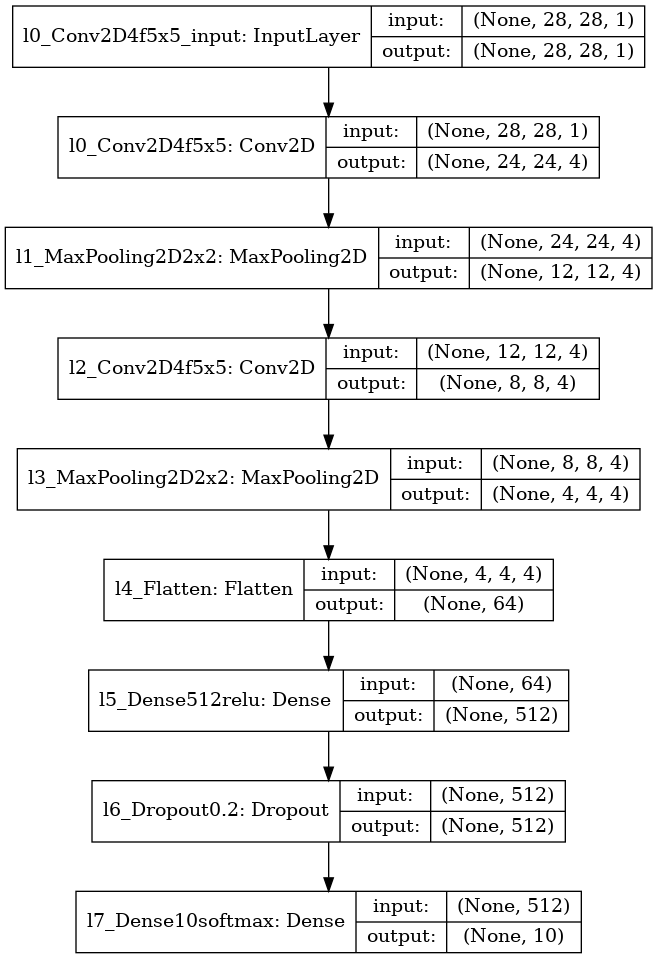 l0_Conv2D4f5x5_input: InputLayer
input: (None, 28, 28, 1)
output: (None, 28, 28, 1)
l0_Conv2D4f5x5: Conv2D
input: (None, 28, 28, 1)
output: (None, 24, 24, 4)
l1_MaxPooling2D2x2: MaxPooling2D
input: (None, 24, 24, 4)
output: (None, 12, 12, 4)
l2_Conv2D4f5x5: Conv2D
input: (None, 12, 12, 4)
output: (None, 8, 8, 4)
l3_MaxPooling2D2x2: MaxPooling2D
input: (None, 8, 8, 4)
output: (None, 4, 4, 4)
l4_Flatten: Flatten
input: (None, 4, 4, 4)
output: (None, 64)
l5_Dense512relu: Dense
input: (None, 64)
output: (None, 512)
l6_Dropout0.2: Dropout
input: (None, 512)
output: (None, 512)
l7_Dense10softmax: Dense
input: (None, 512)
output: (None, 10)